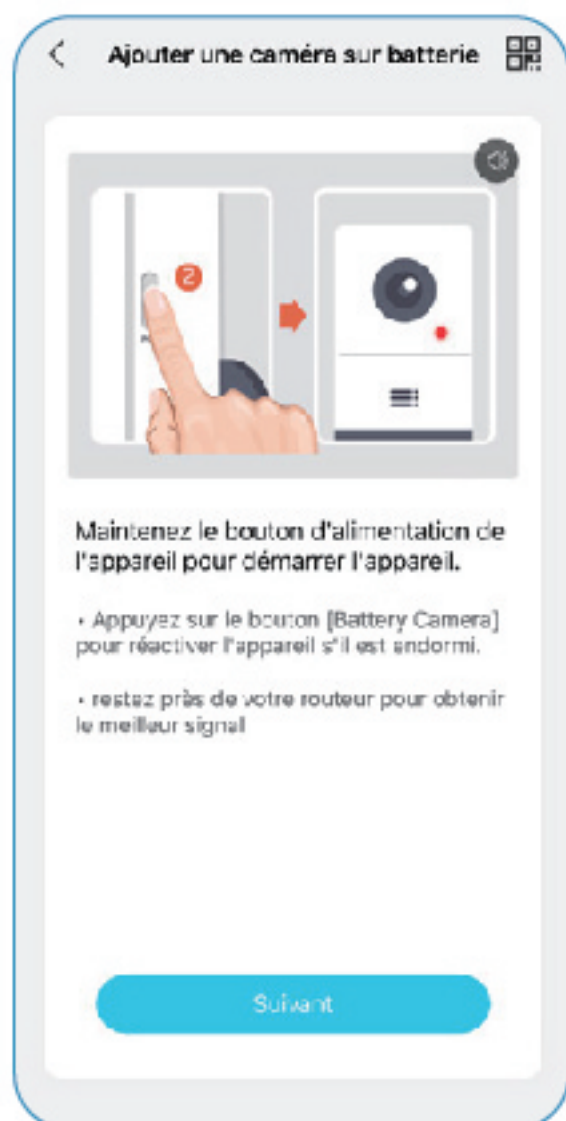 Ajouter une caméra sur batterie
2
Maintenez le bouton d'alimentation de
l'appareil pour démarrer l'appareil.
• Appuyez sur le bouton [Battery Camera]
pour réactiver l'appareil s'il est endormi.
• restez près de votre routeur pour obtenir
le meilleur signal
Suivant